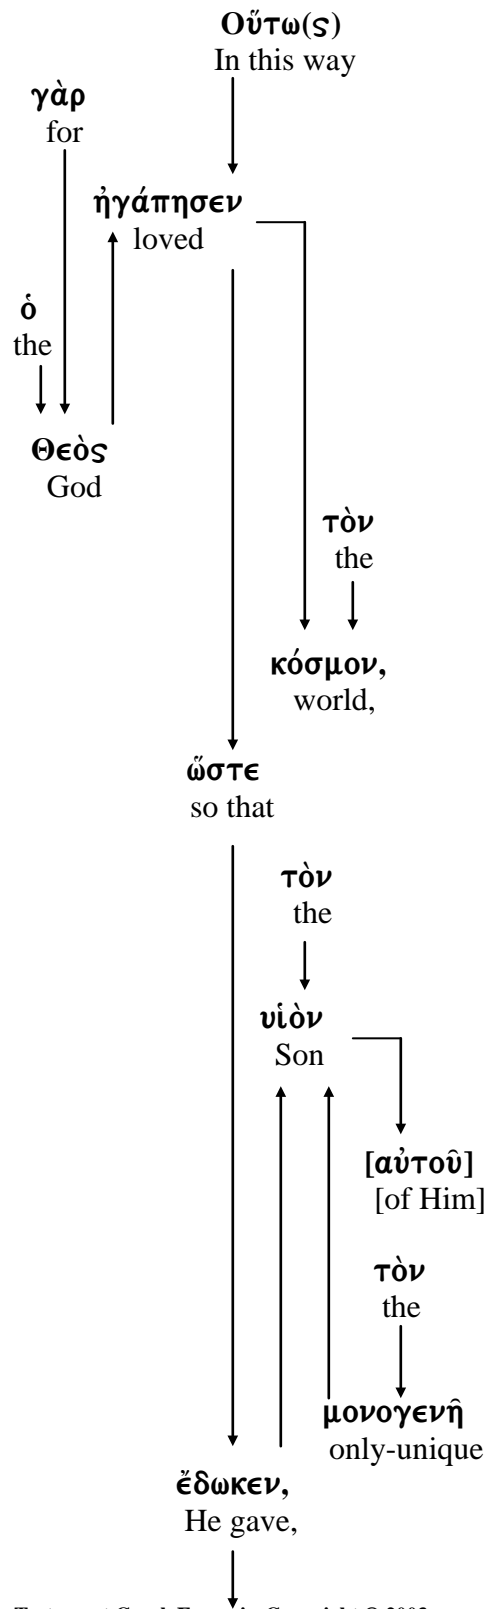 Οὕτω(ς)
In this way
γὰρ
for
ἠγάπησεν
loved
ὁ
the
Θεὸς
God
τὸν
the
κόσμον,
world,
ὥστε
so that
τὸν
the
υἱὸν
Son
[αὐτοῦ]
[of Him]
τὸν
the
μονογενῆ
only-unique
ἔδωκεν,
He gave,